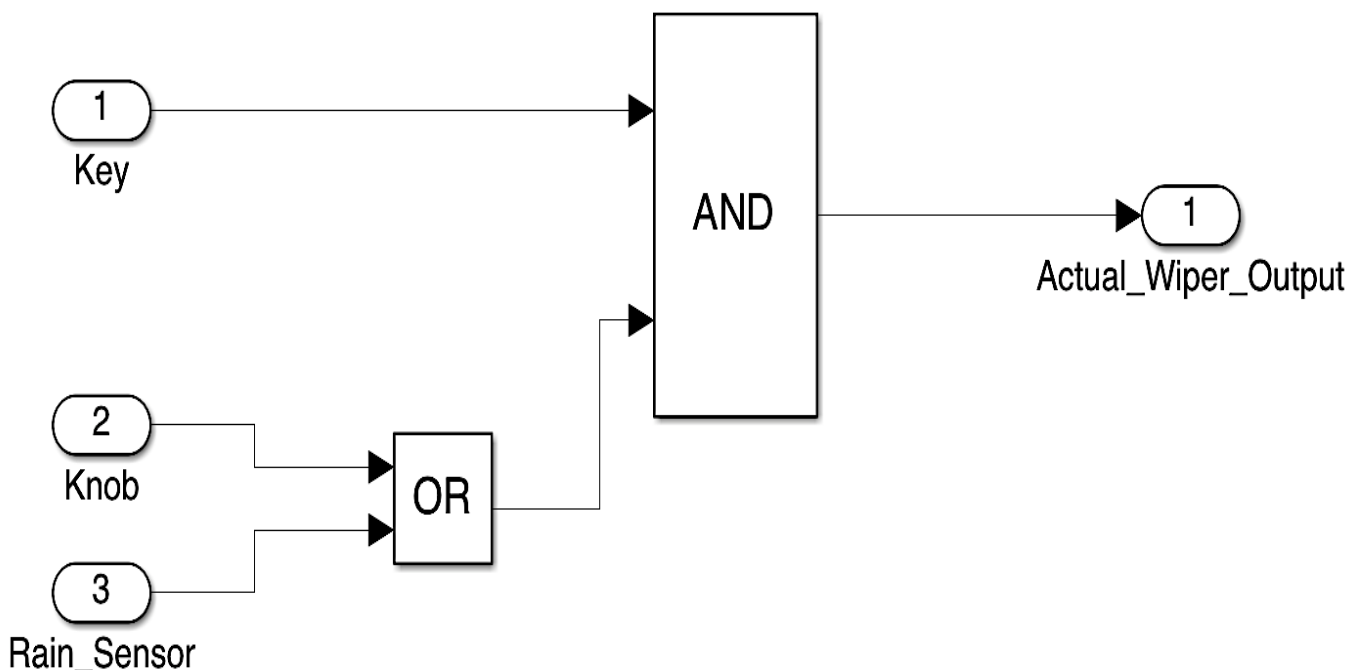 1
Key
AND
1
Actual_Wiper_Output
2
Knob
OR
3
Rain_Sensor